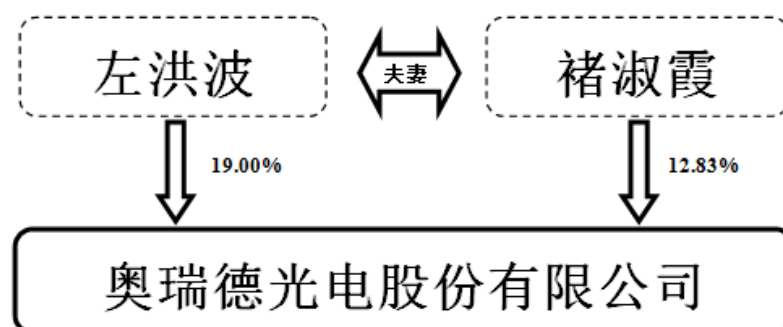 左洪波
夫妻
褚淑霞
19.00%
12.83%
奥瑞德光电股份有限公司